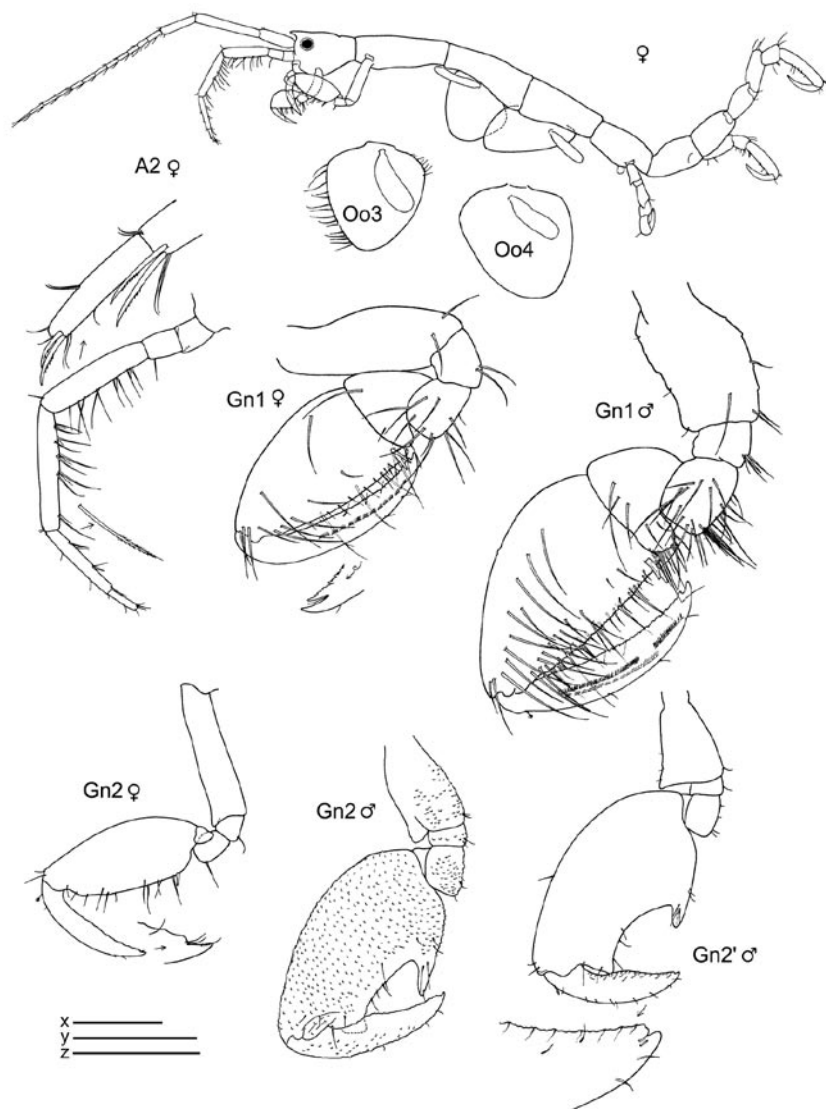 ♀
A2 ♀
Oo3
Oo4
Gn1 ♀
Gn1 ♂
Gn2 ♀
Gn2 ♂
Gn2' ♂
x
y
z